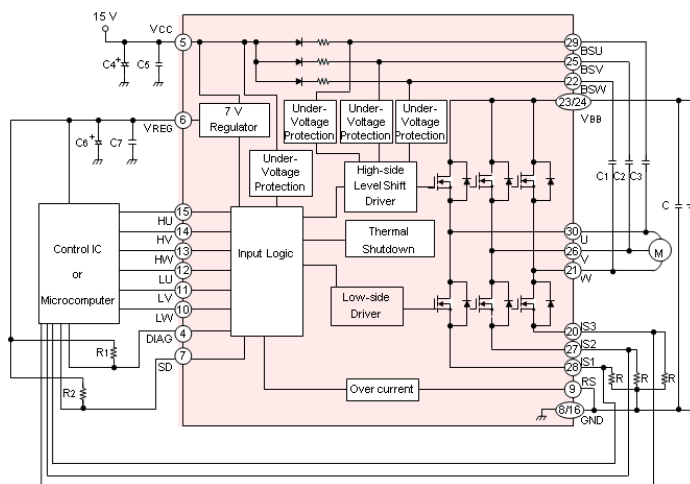 15 V
VCC
5
C4
+
C5
6
VREG
C6
+
C7
7 V
Regulator
Under-
Voltage
Protection
Under-
Voltage
Protection
Under-
Voltage
Protection
Under-
Voltage
Protection
High-side
Level Shift
Driver
29
BSU
25
BSV
22
BSW
23/24
VBB
C1
C2
C3
C
Control IC
or
Microcomputer
15
HU
14
HV
13
HW
12
LU
11
LV
10
LW
4
DIAG
7
SD
R1
R2
Input Logic
Thermal
Shutdown
Low-side
Driver
Over current
30
U
26
V
21
W
M
20
IS3
27
IS2
28
IS1
R
R
R
9
RS
8/16
GND